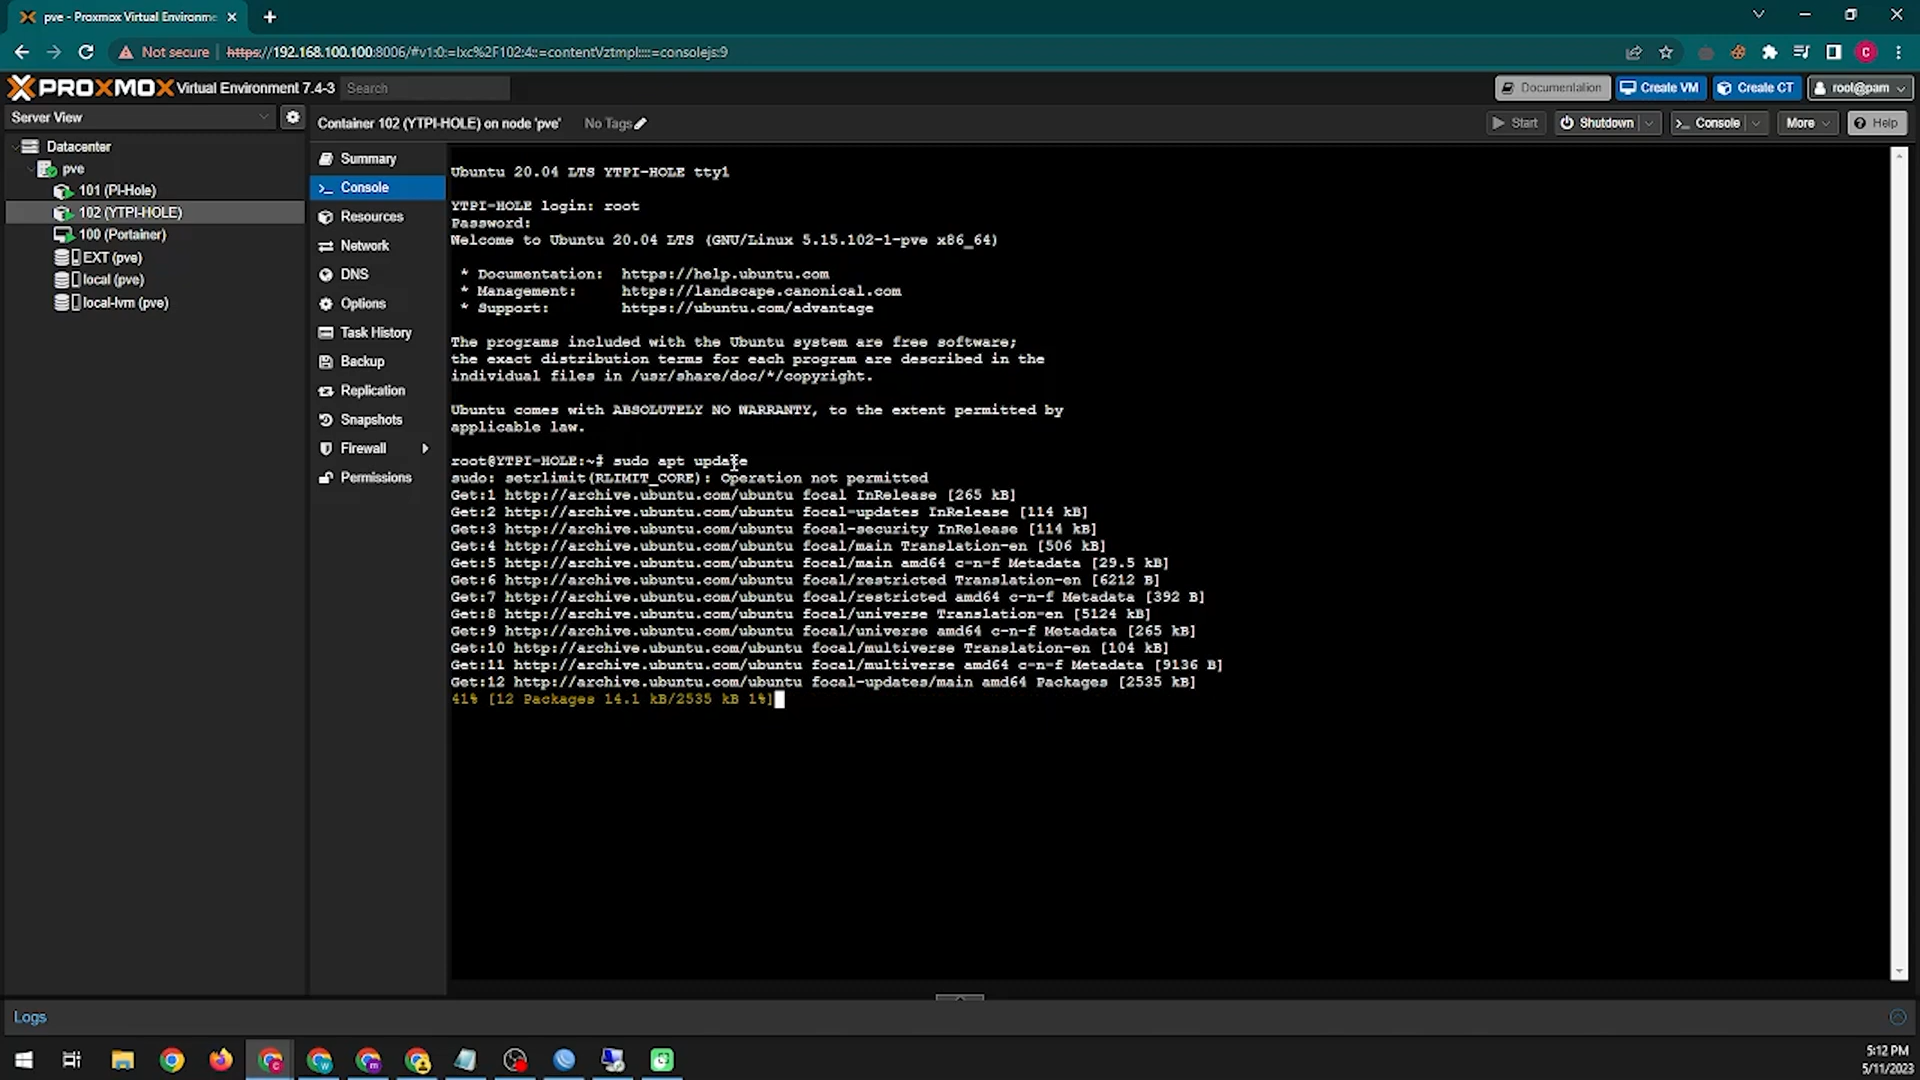 pve - Proxmox Virtual Environme
Not secure https://192.168.100.100:8006/#v1:0:=lxc%2F102:4::=contentVztmpl::::=consolejs:9
C
PROXMOX Virtual Environment 7.4-3 Search Documentation Create VM Create CT root@pam
Server View
Container 102 (YTPI-HOLE) on node 'pve' No Tags Start Shutdown Console More Help
Datacenter
pve
101 (PI-Hole)
102 (YTPI-HOLE)
100 (Portainer)
EXT (pve)
local (pve)
local-lvm (pve)
Summary
Console
Resources
Network
DNS
Options
Task History
Backup
Replication
Snapshots
Firewall
Permissions
Ubuntu 20.04 LTS YTPI-HOLE tty1
YTPI-HOLE login: root
Password:
Welcome to Ubuntu 20.04 LTS (GNU/Linux 5.15.102-1-pve x86_64)
* Documentation: https://help.ubuntu.com
* Management: https://landscape.canonical.com
* Support: https://ubuntu.com/advantage
The programs included with the Ubuntu system are free software;
the exact distribution terms for each program are described in the
individual files in /usr/share/doc/*/copyright.
Ubuntu comes with ABSOLUTELY NO WARRANTY, to the extent permitted by
applicable law.
root@YTPI-HOLE:~# sudo apt update
sudo: setrlimit(RLIMIT_CORE): Operation not permitted
Get:1 http://archive.ubuntu.com/ubuntu focal InRelease [265 kB]
Get:2 http://archive.ubuntu.com/ubuntu focal-updates InRelease [114 kB]
Get:3 http://archive.ubuntu.com/ubuntu focal-security InRelease [114 kB]
Get:4 http://archive.ubuntu.com/ubuntu focal/main Translation-en [506 kB]
Get:5 http://archive.ubuntu.com/ubuntu focal/main amd64 c-n-f Metadata [29.5 kB]
Get:6 http://archive.ubuntu.com/ubuntu focal/restricted Translation-en [6212 B]
Get:7 http://archive.ubuntu.com/ubuntu focal/restricted amd64 c-n-f Metadata [392 B]
Get:8 http://archive.ubuntu.com/ubuntu focal/universe Translation-en [5124 kB]
Get:9 http://archive.ubuntu.com/ubuntu focal/universe amd64 c-n-f Metadata [265 kB]
Get:10 http://archive.ubuntu.com/ubuntu focal/multiverse Translation-en [104 kB]
Get:11 http://archive.ubuntu.com/ubuntu focal/multiverse amd64 c-n-f Metadata [9136 B]
Get:12 http://archive.ubuntu.com/ubuntu focal-updates/main amd64 Packages [2535 kB]
41% [12 Packages 14.1 kB/2535 kB 1%]
Logs
5:12 PM
5/11/2023